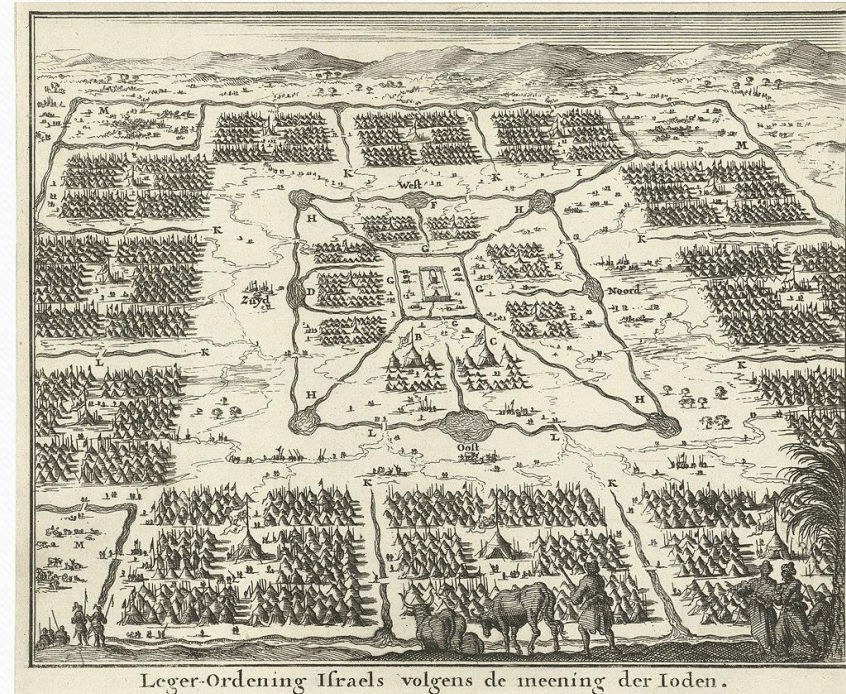 M
M
K
K
I
West
H
F
H
K
K
G
E
D
G
G
Zuyd
Noord
G
E
B
C
L
K
K
H
H
L
L
Oost
K
K
M
Leger-Ordening Israels volgens de meening der Ioden.